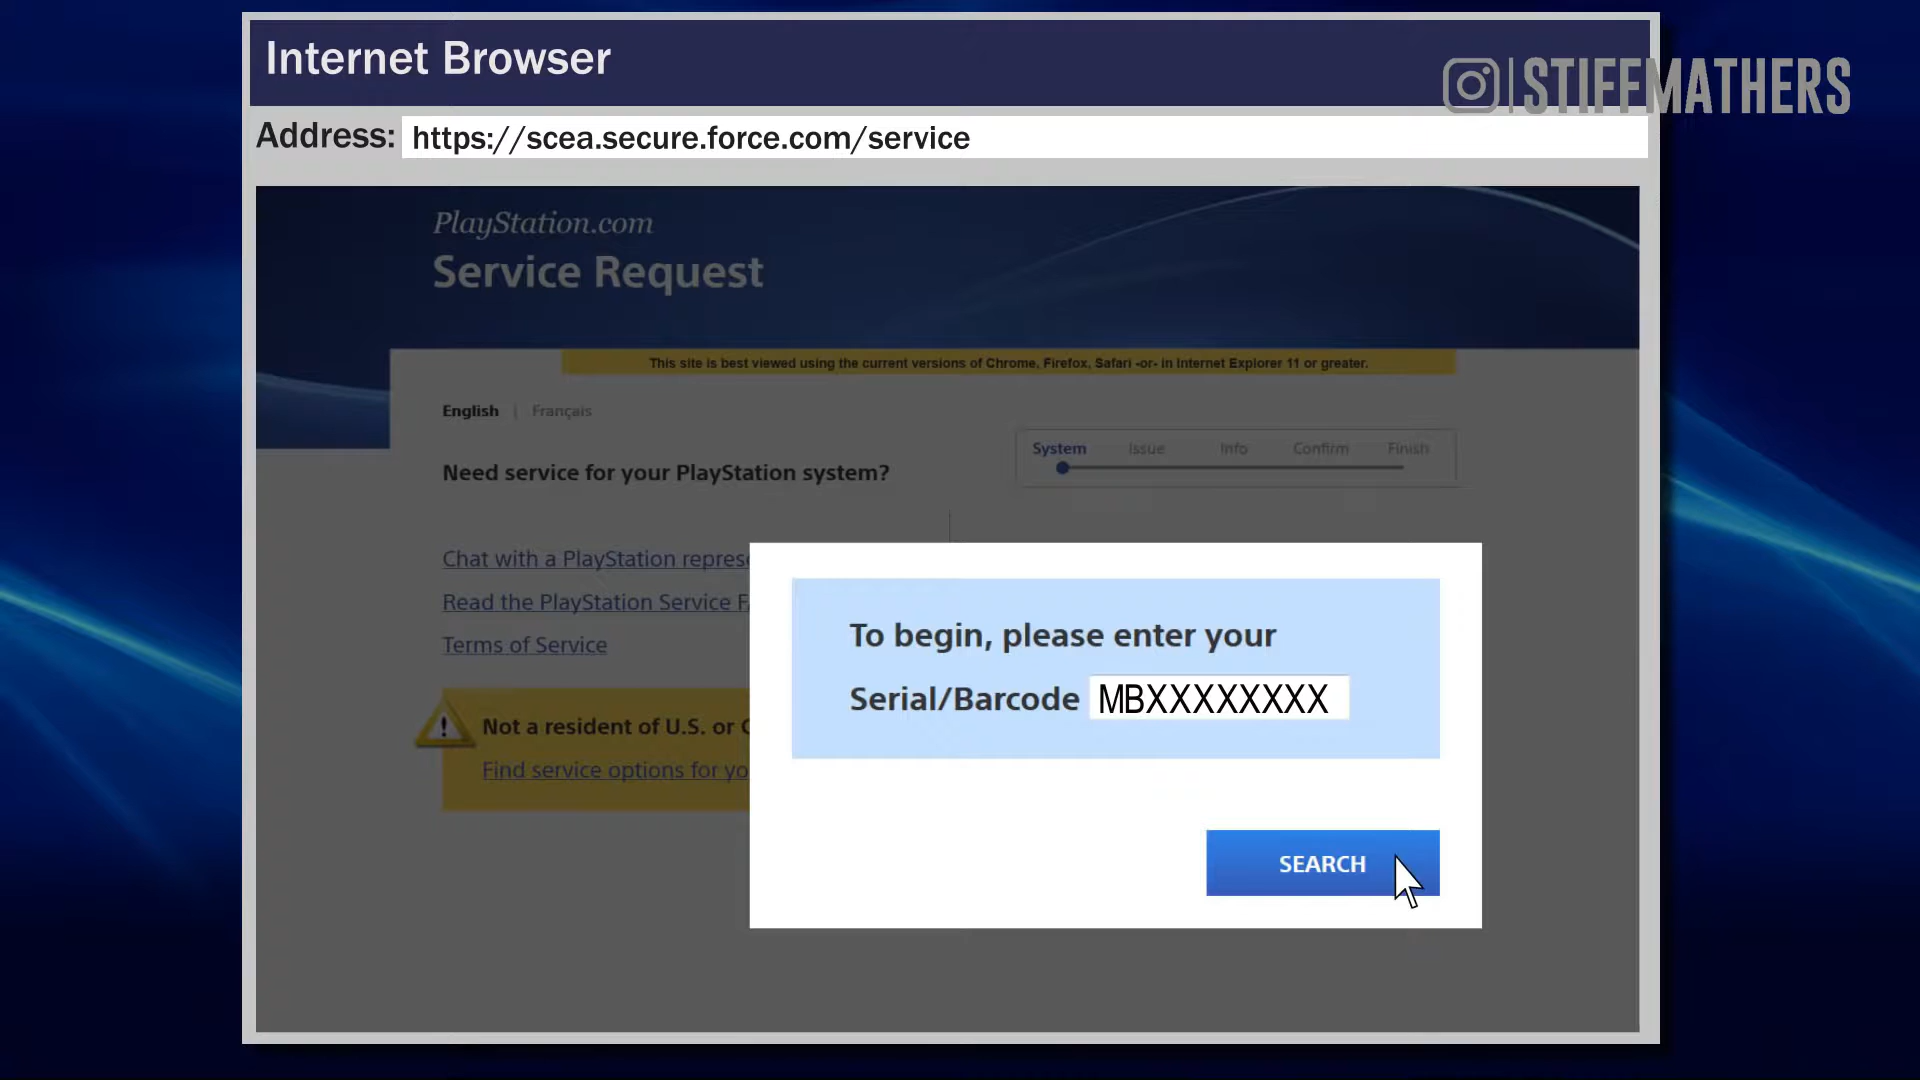 Internet Browser
STIFFMATHERS
Address: https://scea.secure.force.com/service
PlayStation.com
Service Request
This site is best viewed using the current versions of Chrome, Firefox, Safari -or- in Internet Explorer 11 or greater.
English | Français
System Issue Info Confirm Finish
Need service for your PlayStation system?
Chat with a PlayStation
Read the PlayStation Service
Terms of Service
Not a resident of U.S. or
Find service options for
To begin, please enter your
Serial/Barcode MBXXXXXXXX
SEARCH